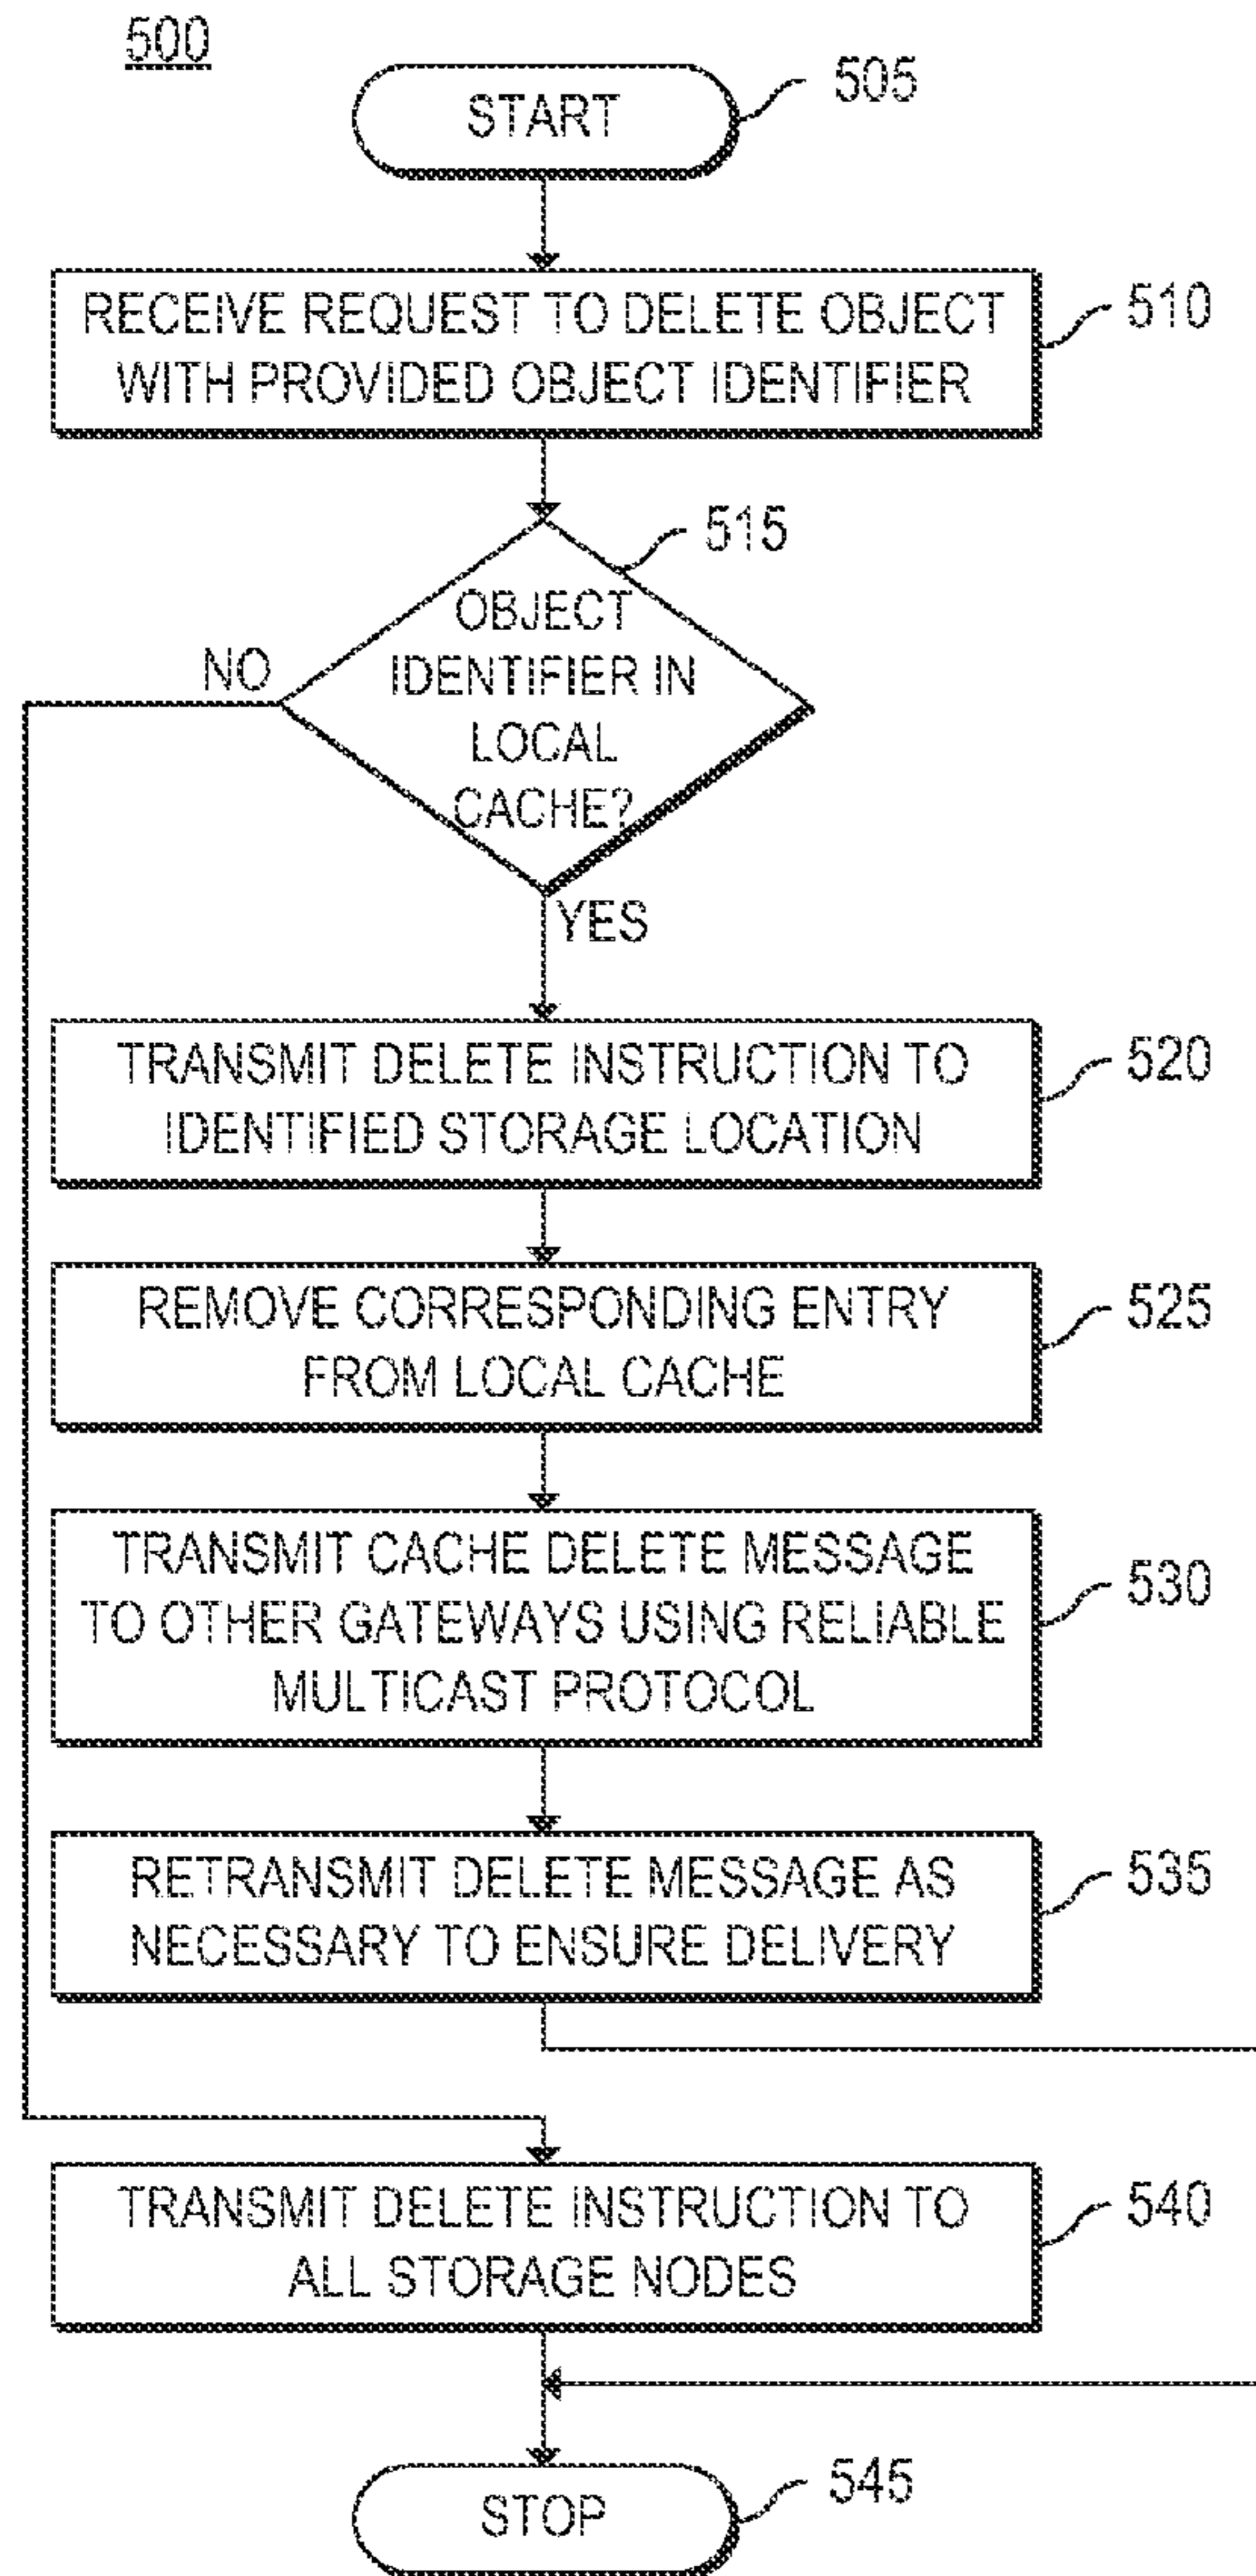 500
START
505
RECEIVE REQUEST TO DELETE OBJECT
WITH PROVIDED OBJECT IDENTIFIER
510
515
OBJECT
IDENTIFIER IN
LOCAL
CACHE?
NO
YES
TRANSMIT DELETE INSTRUCTION TO
IDENTIFIED STORAGE LOCATION
520
REMOVE CORRESPONDING ENTRY
FROM LOCAL CACHE
525
TRANSMIT CACHE DELETE MESSAGE
TO OTHER GATEWAYS USING RELIABLE
MULTICAST PROTOCOL
530
RETRANSMIT DELETE MESSAGE AS
NECESSARY TO ENSURE DELIVERY
535
TRANSMIT DELETE INSTRUCTION TO
ALL STORAGE NODES
540
STOP
545